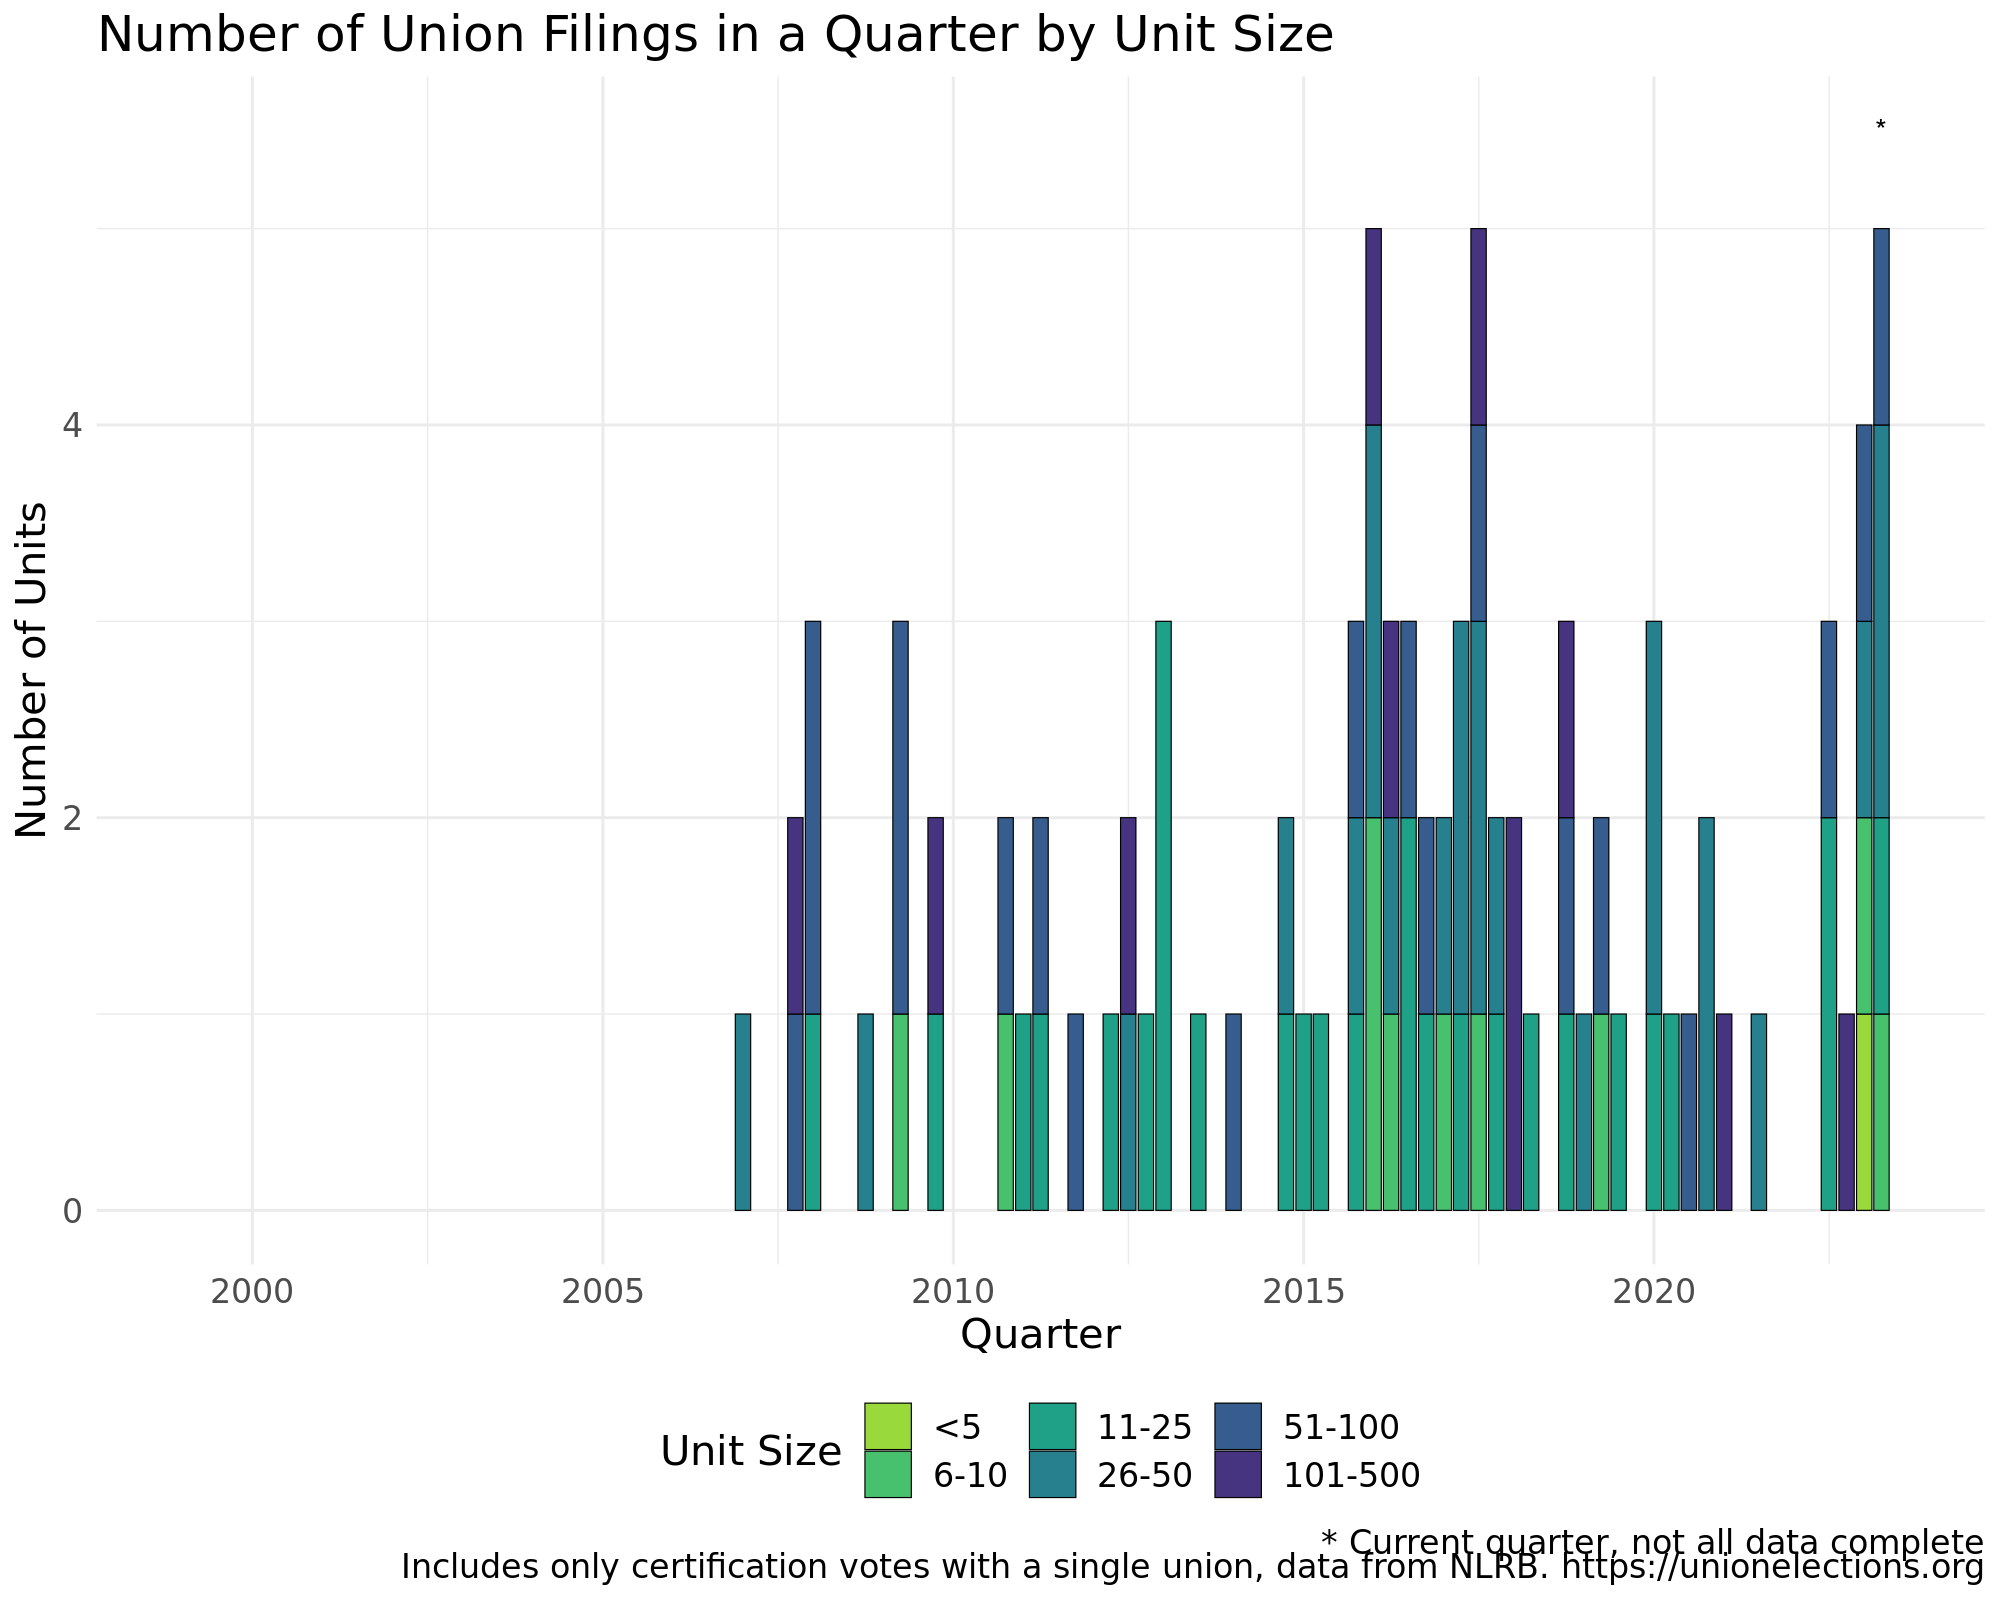 Number of Union Filings in a Quarter by Unit Size
*
Number of Units
4
2
0
2000 2005 2010 2015 2020
Quarter
Unit Size
<5 11-25 51-100
6-10 26-50 101-500
* Current quarter, not all data complete
Includes only certification votes with a single union, data from NLRB. https://unionelections.org